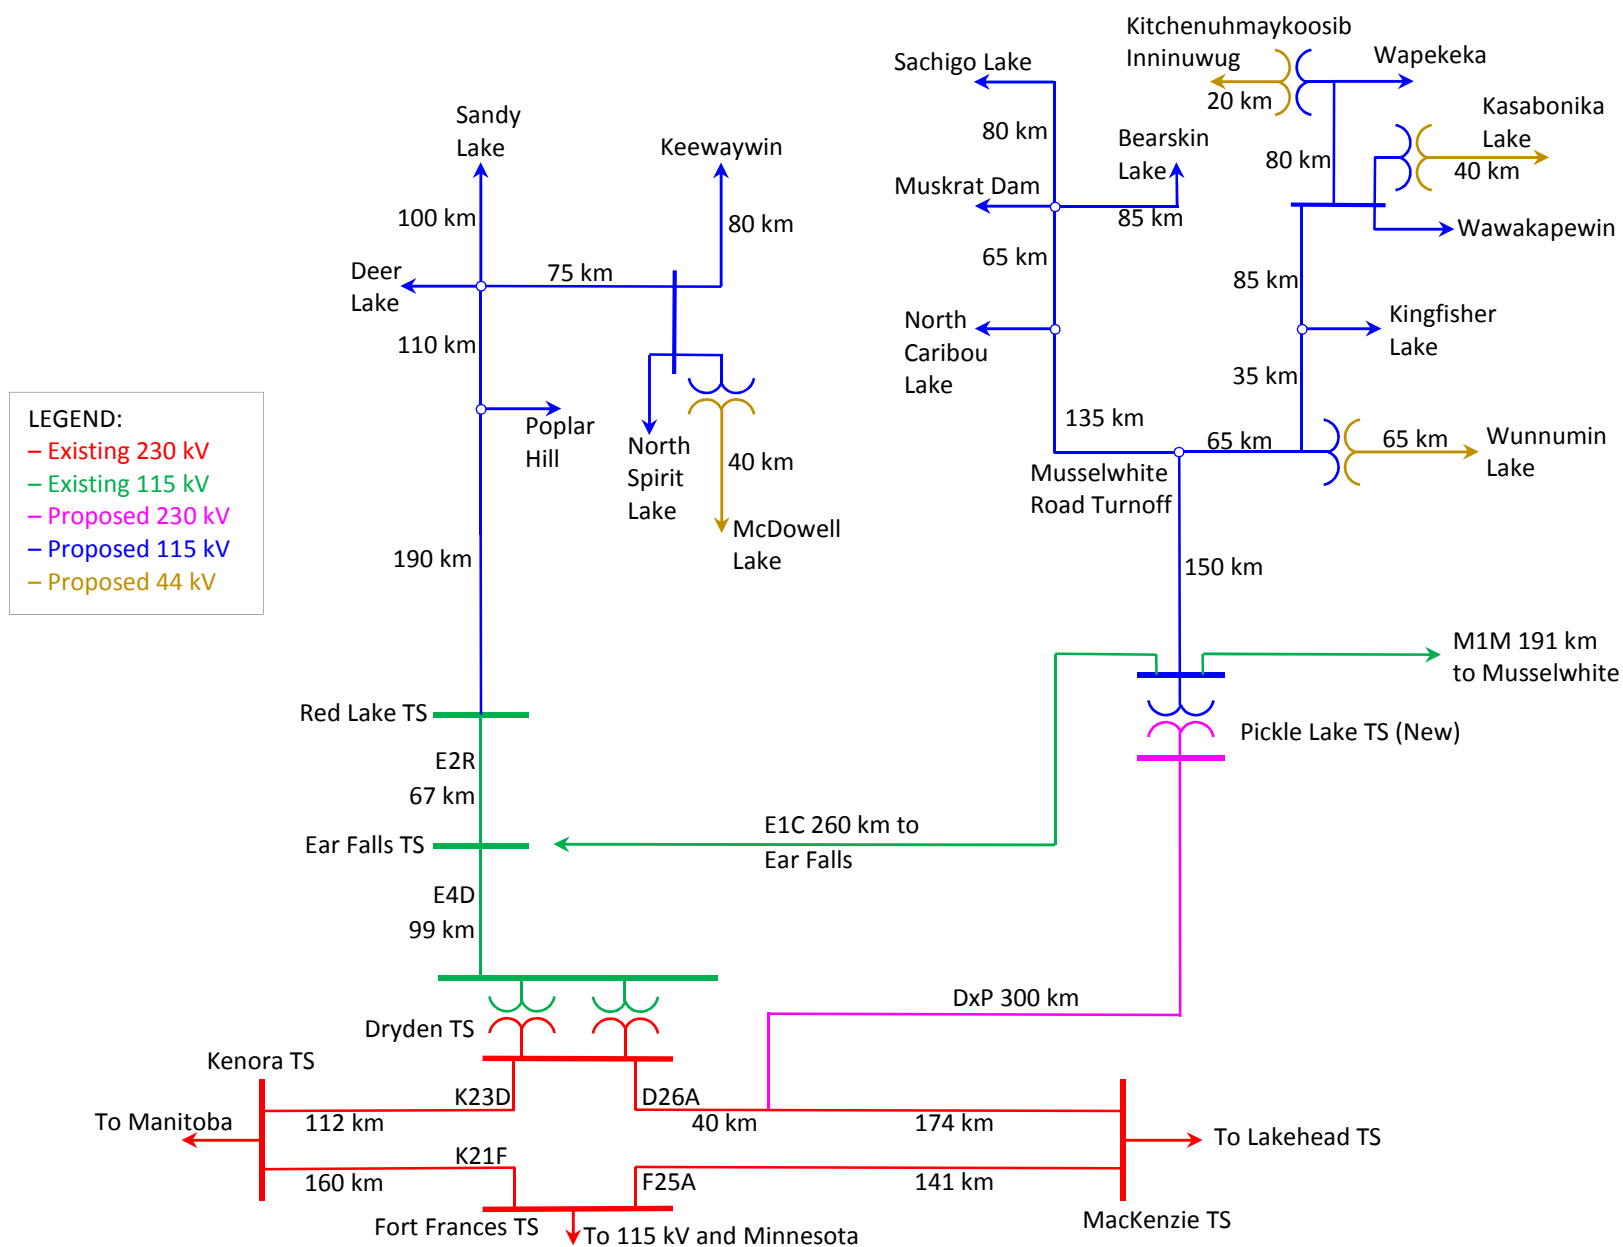 Kitchenuhmaykoosib
Inninuwug
Wapekeka
Sachigo Lake
20 km
Kasabonika
Lake
Sandy
Lake
Keewaywin
80 km
Bearskin
Lake
80 km
40 km
Muskrat Dam
85 km
100 km
80 km
Wawakapewin
65 km
Deer
Lake
75 km
85 km
North
Caribou
Lake
Kingfisher
Lake
110 km
35 km
LEGEND:
– Existing 230 kV
– Existing 115 kV
– Proposed 230 kV
– Proposed 115 kV
– Proposed 44 kV
Poplar
Hill
North
Spirit
Lake
40 km
McDowell
Lake
135 km
65 km
65 km
Wunnumin
Lake
Musselwhite
Road Turnoff
190 km
150 km
M1M 191 km
to Musselwhite
Red Lake TS
Pickle Lake TS (New)
E2R
67 km
Ear Falls TS
E1C 260 km to
Ear Falls
E4D
99 km
DxP 300 km
Dryden TS
Kenora TS
K23D
D26A
To Manitoba
112 km
40 km
174 km
To Lakehead TS
K21F
F25A
160 km
141 km
Fort Frances TS
To 115 kV and Minnesota
MacKenzie TS